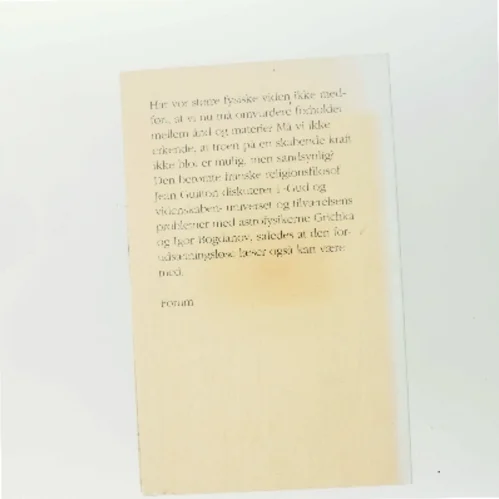 Har vor større fysiske viden ikke med-
ført, at vi nu må omvurdere forholdet
mellem ånd og materie? Må vi ikke
erkende, at troen på en skabende kraft
ikke blot er mulig, men sandsynlig?
Den berømte franske religionsfilosof
Jean Guitton diskuterer i »Gud og
videnskaben« universet og tilværelsens
problemer med astrofysikerne Grichka
og Igor Bogdanov, således at den for-
udsætningsløse læser også kan være
med.
Forum